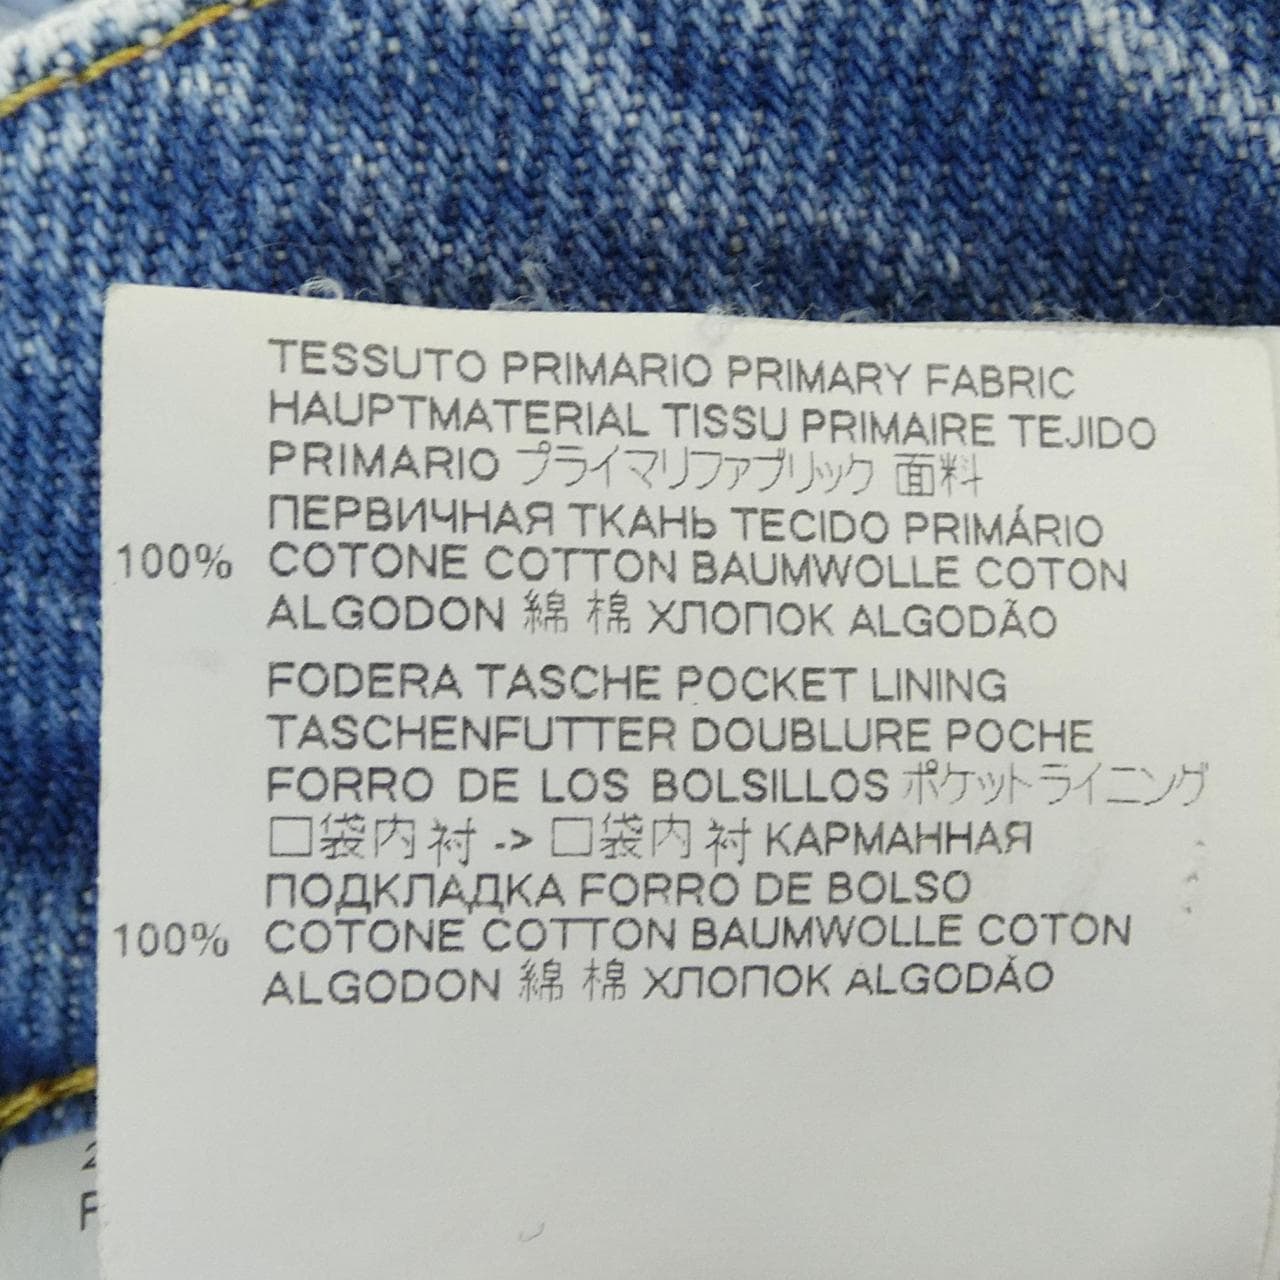 TESSUTO PRIMARIO PRIMARY FABRIC
HAUPTMATERIAL TISSU PRIMAIRE TEJIDO
PRIMARIO プライマリファブリック 面料
ПЕРВИЧНАЯ ТКАНЬ TECIDO PRIMÁRIO
100% COTONE COTTON BAUMWOLLE COTON
ALGODON 綿 棉 ХЛОПОК ALGODÃO
FODERA TASCHE POCKET LINING
TASCHENFUTTER DOUBLURE POCHE
FORRO DE LOS BOLSILLOS ポケットライニング
口袋内衬 -> 口袋内衬 КАРМАННАЯ
ПОДКЛАДКА FORRO DE BOLSO
100% COTONE COTTON BAUMWOLLE COTON
ALGODON 綿 棉 ХЛОПОК ALGODÃO